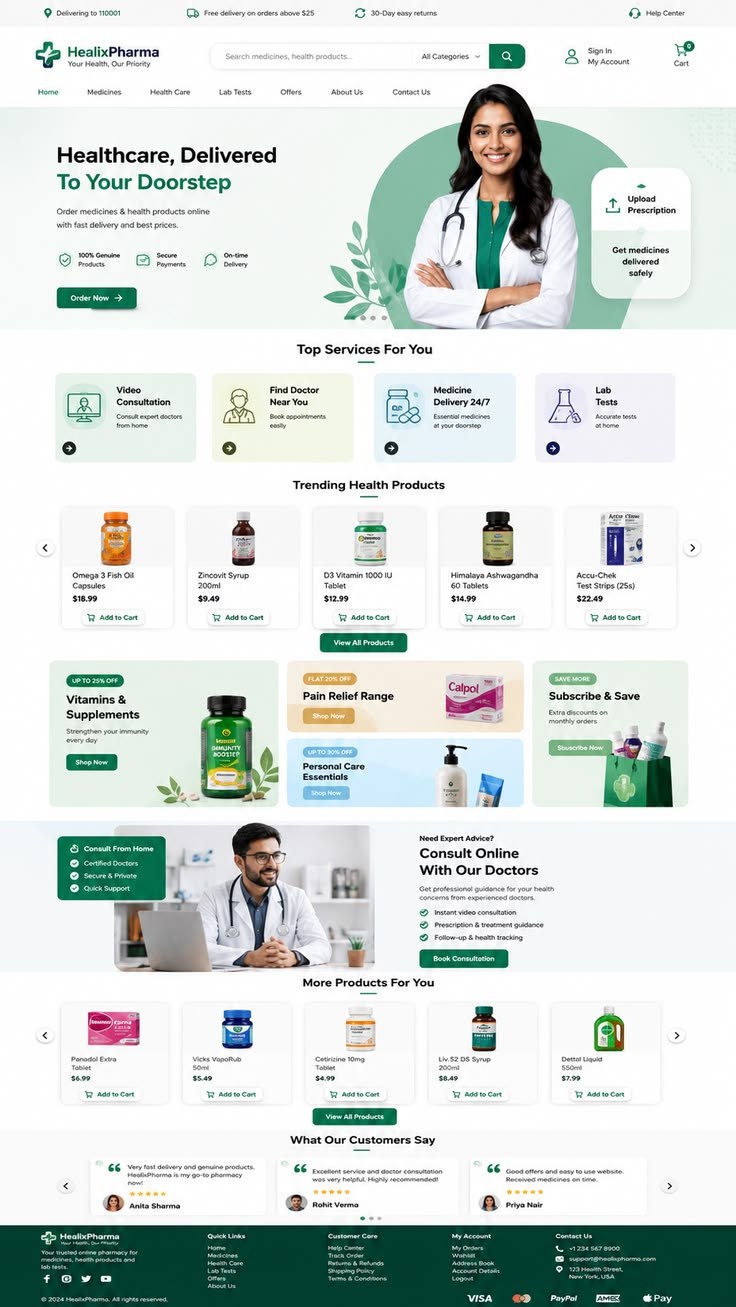 Delivering to 110001
Free delivery on orders above $25
30-Day easy returns
Help Center
HealixPharma
Your Health, Our Priority
Search medicines, health products...
All Categories
Sign In
My Account
0
Cart
Home
Medicines
Health Care
Lab Tests
Offers
About Us
Contact Us
Healthcare, Delivered
To Your Doorstep
Order medicines & health products online
with fast delivery and best prices.
100% Genuine
Products
Secure
Payments
On-time
Delivery
Order Now
Upload
Prescription
Get medicines
delivered
safely
Top Services For You
Video
Consultation
Consult expert doctors
from home
Find Doctor
Near You
Book appointments
easily
Medicine
Delivery 24/7
Essential medicines
at your doorstep
Lab
Tests
Accurate tests
at home
Trending Health Products
Omega 3 Fish Oil
Capsules
$18.99
Add to Cart
Zincovit Syrup
200ml
$9.49
Add to Cart
D3 Vitamin 1000 IU
Tablet
$12.99
Add to Cart
Himalaya Ashwagandha
60 Tablets
$14.99
Add to Cart
Accu-Chek
Test Strips (25s)
$22.49
Add to Cart
View All Products
UP TO 25% OFF
Vitamins &
Supplements
Strengthen your immunity
every day
Shop Now
IMMUNITY
BOOSTER
FLAT 20% OFF
Pain Relief Range
Shop Now
Calpol
UP TO 30% OFF
Personal Care
Essentials
Shop Now
SAVE MORE
Subscribe & Save
Extra discounts on
monthly orders
Sbuscribe Now
Consult From Home
Certified Doctors
Secure & Private
Quick Support
Need Expert Advice?
Consult Online
With Our Doctors
Get professional guidance for your health
concerns from experienced doctors.
Instant video consultation
Prescription & treatment guidance
Follow-up & health tracking
Book Consultation
More Products For You
Panadol Extra
Tablet
$6.99
Add to Cart
Vicks VapoRub
50ml
$5.49
Add to Cart
Cetirizine 10mg
Tablet
$4.99
Add to Cart
Liv.52 DS Syrup
200ml
$8.49
Add to Cart
Dettol Liquid
550ml
$7.99
Add to Cart
View All Products
What Our Customers Say
Very fast delivery and genuine products.
HealixPharma is my go-to pharmacy
now!
Anita Sharma
Excellent service and doctor consultation
was very helpful. Highly recommended!
Rohit Verma
Good offers and easy to use website.
Received medicines on time.
Priya Nair
HealixPharma
Your Health, Our Priority
Your trusted online pharmacy for
medicines, health products and
lab tests.
© 2024 HealixPharma. All rights reserved.
Quick Links
Home
Medicines
Health Care
Lab Tests
Offers
About Us
Customer Care
Help Center
Track Order
Returns & Refunds
Shipping Policy
Terms & Conditions
My Account
My Orders
Wishlist
Address Book
Account Details
Logout
Contact Us
+1 234 567 8900
support@healixpharma.com
123 Health Street,
New York, USA
VISA
PayPal
AMEX
Pay